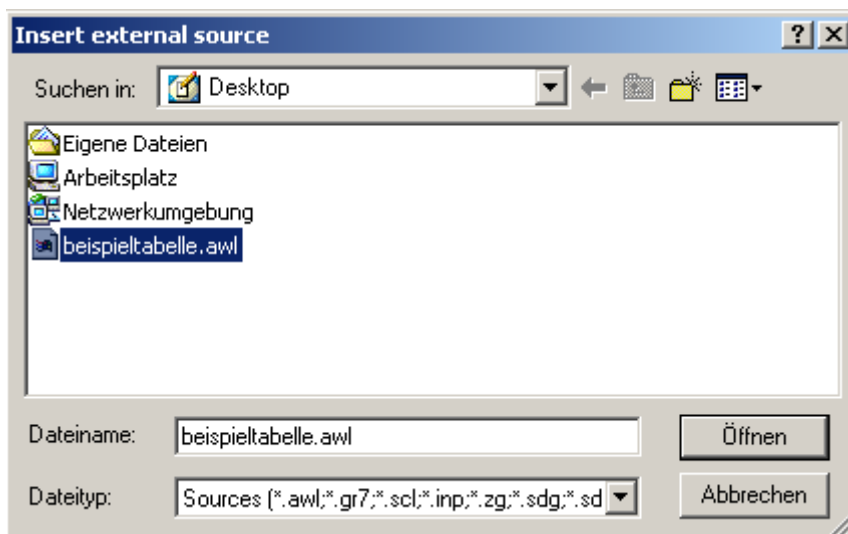 Insert external source
Suchen in: Desktop
Eigene Dateien
Arbeitsplatz
Netzwerkumgebung
beispieltabelle.awl
Dateiname: beispieltabelle.awl Öffnen
Dateityp: Sources (*.awl;*.gr7;*.scl;*.inp;*.zg;*.sdg;*.sd Abbrechen